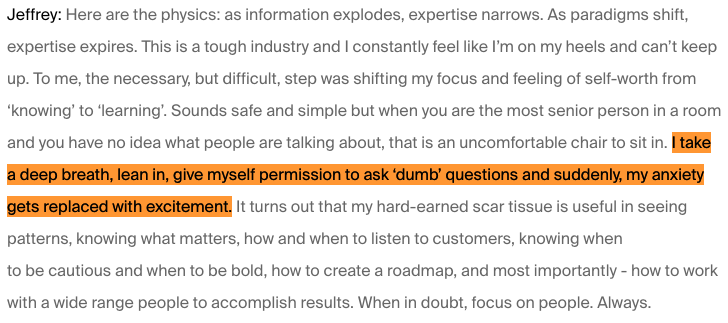 Jeffrey: Here are the physics: as information explodes, expertise narrows. As paradigms shift,
expertise expires. This is a tough industry and I constantly feel like I’m on my heels and can’t keep
up. To me, the necessary, but difficult, step was shifting my focus and feeling of self-worth from
‘knowing’ to ‘learning’. Sounds safe and simple but when you are the most senior person in a room
and you have no idea what people are talking about, that is an uncomfortable chair to sit in. I take
a deep breath, lean in, give myself permission to ask ‘dumb’ questions and suddenly, my anxiety
gets replaced with excitement. It turns out that my hard-earned scar tissue is useful in seeing
patterns, knowing what matters, how and when to listen to customers, knowing when
to be cautious and when to be bold, how to create a roadmap, and most importantly - how to work
with a wide range people to accomplish results. When in doubt, focus on people. Always.